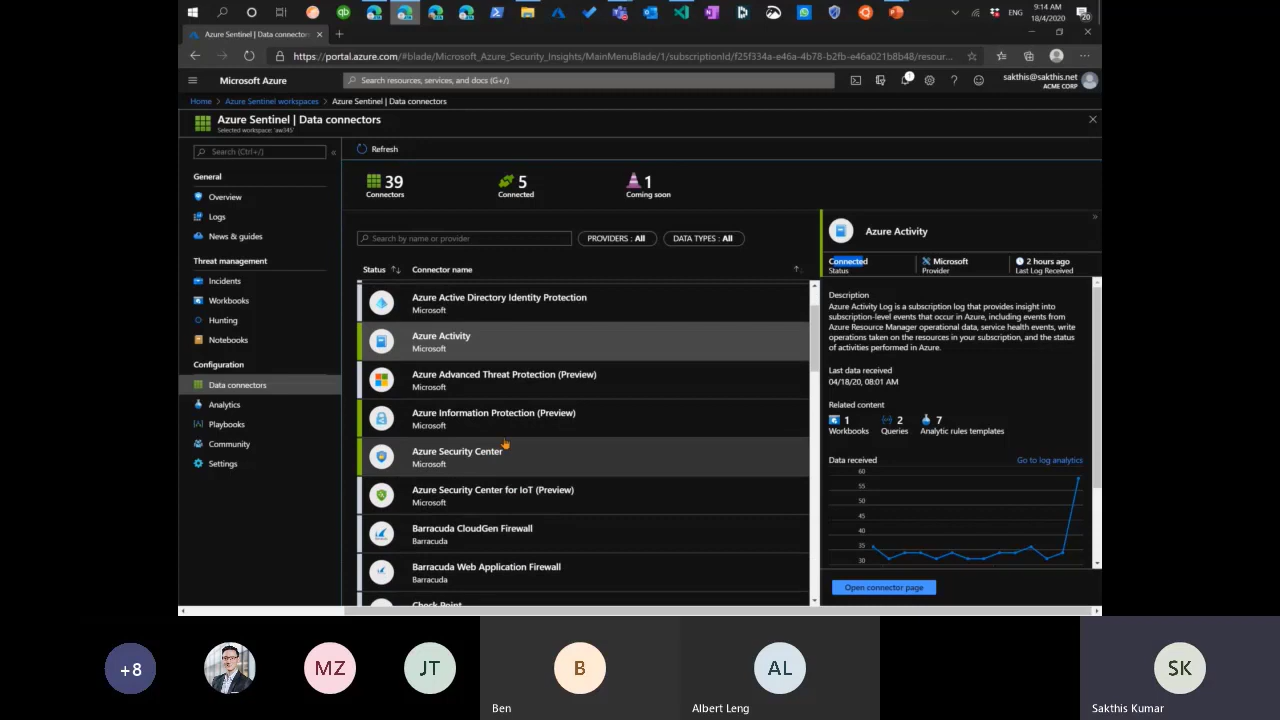 9:14 AM
ENG
18/4/2020
20
Azure Sentinel | Data connectors
https://portal.azure.com/#blade/Microsoft_Azure_Security_Insights/MainMenuBlade/1/subscriptionId/f25f334a-e46a-4b78-b2fb-e46a021b8b48/resour...
Microsoft Azure
Search resources, services, and docs (G+/)
1
sakthis@sakthis.net
ACME CORP
Home > Azure Sentinel workspaces > Azure Sentinel | Data connectors
Azure Sentinel | Data connectors
Selected workspace: 'aw345'
Search (Ctrl+/)
«
Refresh
General
Overview
Logs
News & guides
Threat management
Incidents
Workbooks
Hunting
Notebooks
Configuration
Data connectors
Analytics
Playbooks
Community
Settings
39
Connectors
5
Connected
1
Coming soon
Search by name or provider
PROVIDERS : All
DATA TYPES : All
Status
Connector name
Azure Active Directory Identity Protection
Microsoft
Azure Activity
Microsoft
Azure Advanced Threat Protection (Preview)
Microsoft
Azure Information Protection (Preview)
Microsoft
Azure Security Center
Microsoft
Azure Security Center for IoT (Preview)
Microsoft
Barracuda CloudGen Firewall
Barracuda
Barracuda Web Application Firewall
Barracuda
Check Point
»
Azure Activity
Connected
Status
Microsoft
Provider
2 hours ago
Last Log Received
Description
Azure Activity Log is a subscription log that provides insight into
subscription-level events that occur in Azure, including events from
Azure Resource Manager operational data, service health events, write
operations taken on the resources in your subscription, and the status
of activities performed in Azure.
Last data received
04/18/20, 08:01 AM
Related content
1
Workbooks
2
Queries
7
Analytic rules templates
Data received
Go to log analytics
60
55
50
45
40
35
30
Open connector page
+8
MZ
JT
B
Ben
AL
Albert Leng
SK
Sakthis Kumar